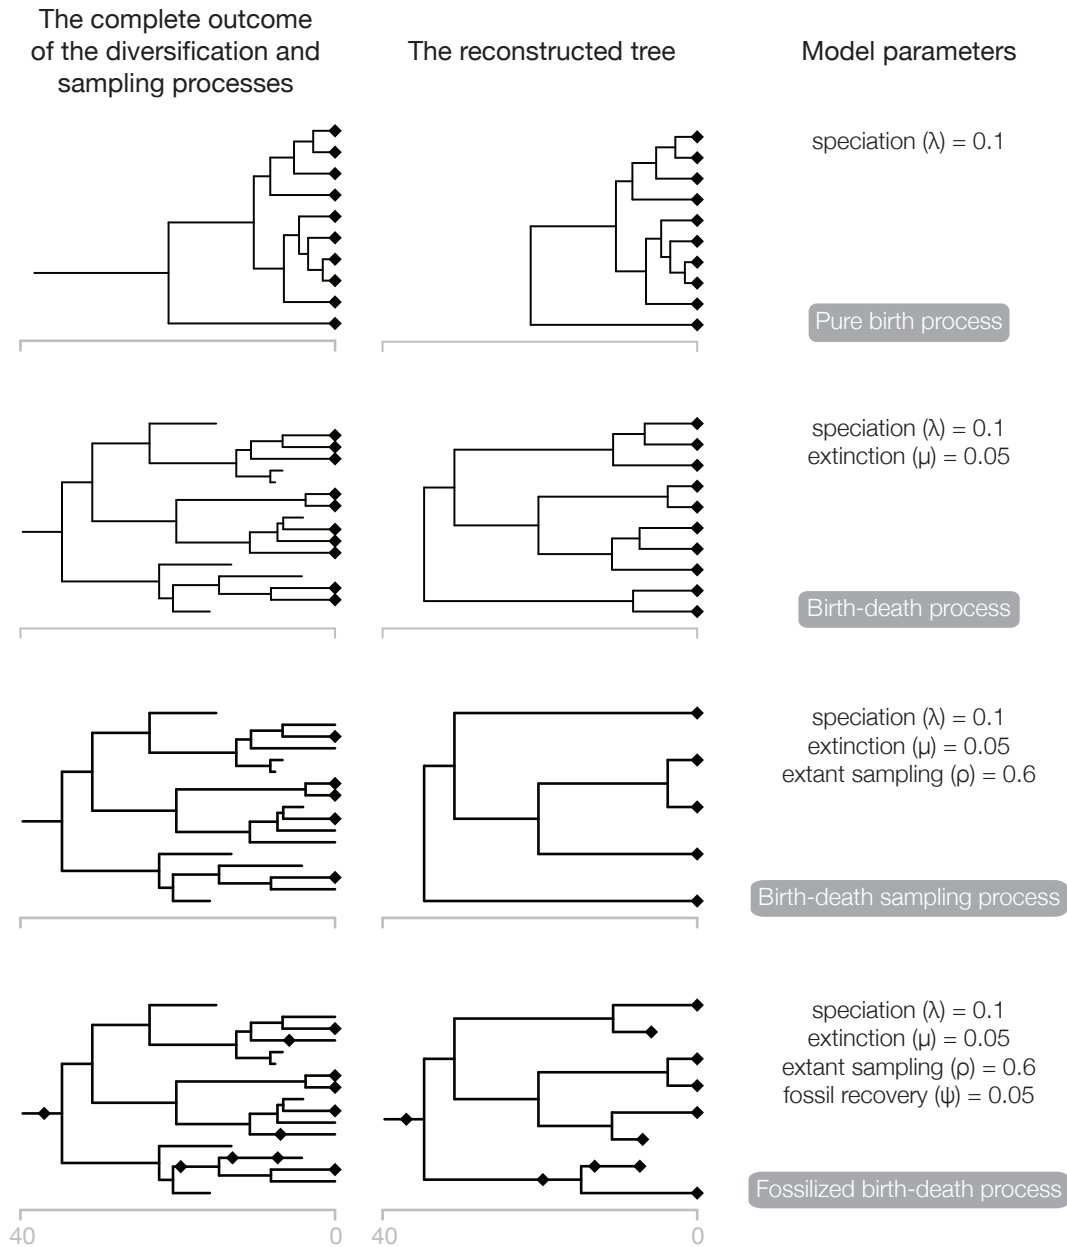 The complete outcome
of the diversification and
sampling processes
The reconstructed tree
Model parameters
speciation (λ) = 0.1
Pure birth process
speciation (λ) = 0.1
extinction (μ) = 0.05
Birth-death process
speciation (λ) = 0.1
extinction (μ) = 0.05
extant sampling (ρ) = 0.6
Birth-death sampling process
speciation (λ) = 0.1
extinction (μ) = 0.05
extant sampling (ρ) = 0.6
fossil recovery (ψ) = 0.05
Fossilized birth-death process
40 0 40 0